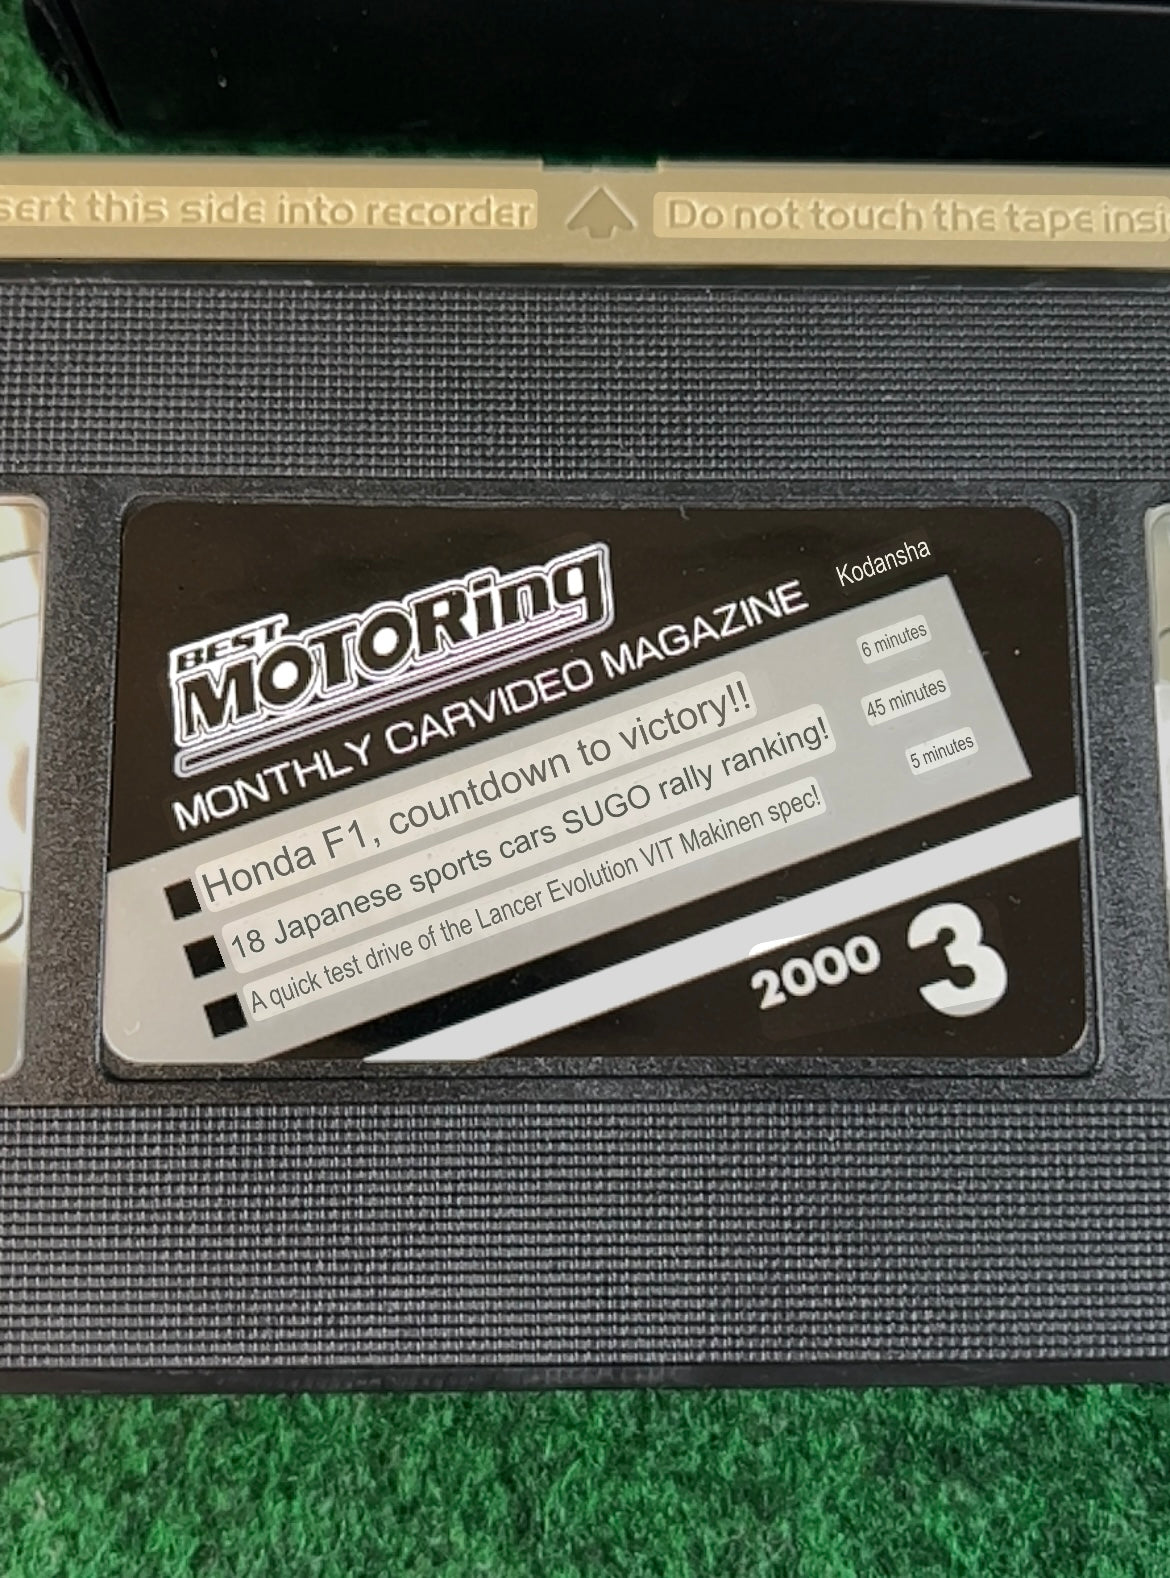 sert this side into recorder
Do not touch the tape insi
BEST
MOTORing
MONTHLY CARVIDEO MAGAZINE
Kodansha
■ Honda F1, countdown to victory!! 6 minutes
■ 18 Japanese sports cars SUGO rally ranking! 45 minutes
■ A quick test drive of the Lancer Evolution VIT Makinen spec! 5 minutes
2000 3